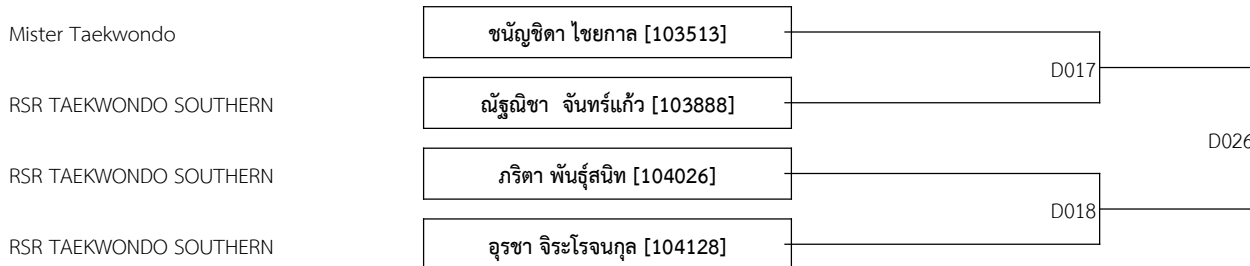 Mister Taekwondo ชนัญชิดา ไชยกาล [103513]
D017
RSR TAEKWONDO SOUTHERN ณัฐณิชา จันทร์แก้ว [103888]
D026
RSR TAEKWONDO SOUTHERN ภริตา พันธุ์สนิท [104026]
D018
RSR TAEKWONDO SOUTHERN อุรชา จิระโรจนกุล [104128]